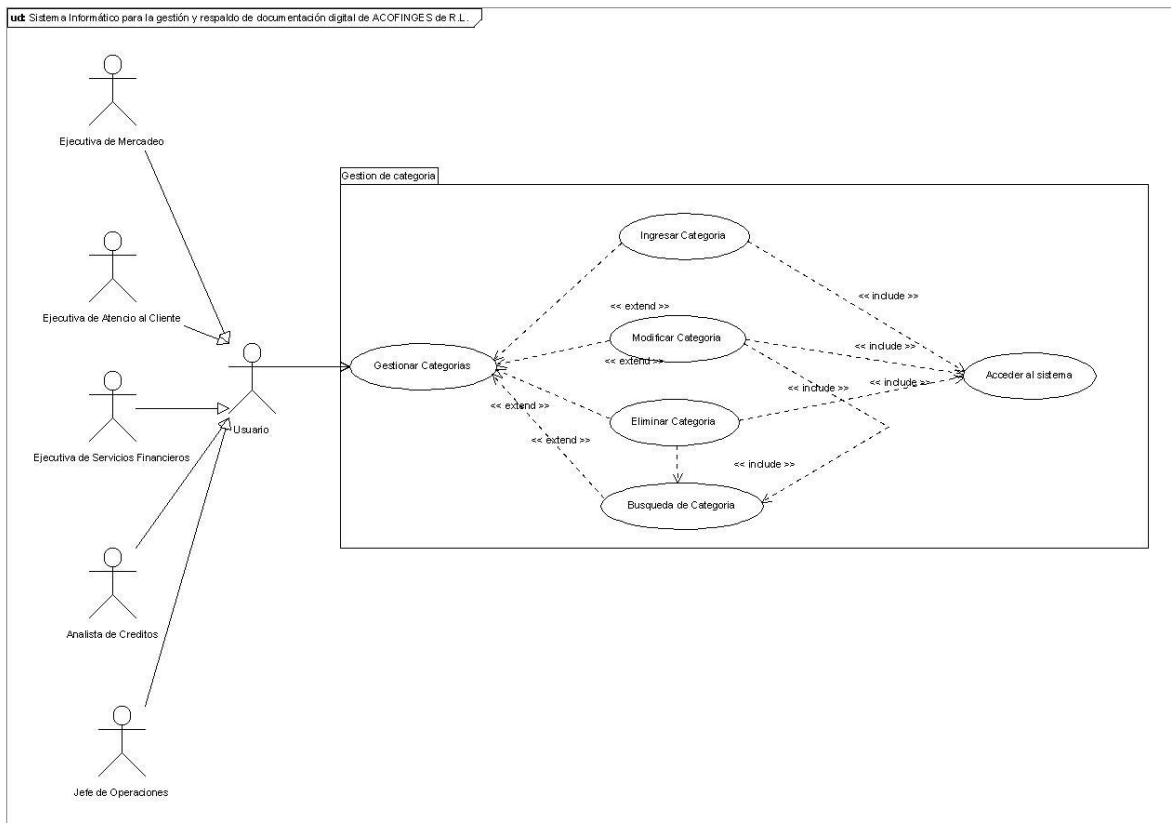 ud: Sistema Informático para la gestión y respaldo de documentación digital de ACOFINGES de R.L.
Ejecutiva de Mercadeo
Gestion de categoria
Ingresar Categoria
<< include >>
Ejecutiva de Atencio al Cliente
<< extend >>
Modificar Categoria
<< include >>
<< extend >>
Gestionar Categorias
Acceder al sistema
<< include >>
<< include >>
<< extend >>
Eliminar Categoria
Usuario
<< extend >>
Ejecutiva de Servicios Financieros
<< include >>
Busqueda de Categoria
Analista de Creditos
Jefe de Operaciones